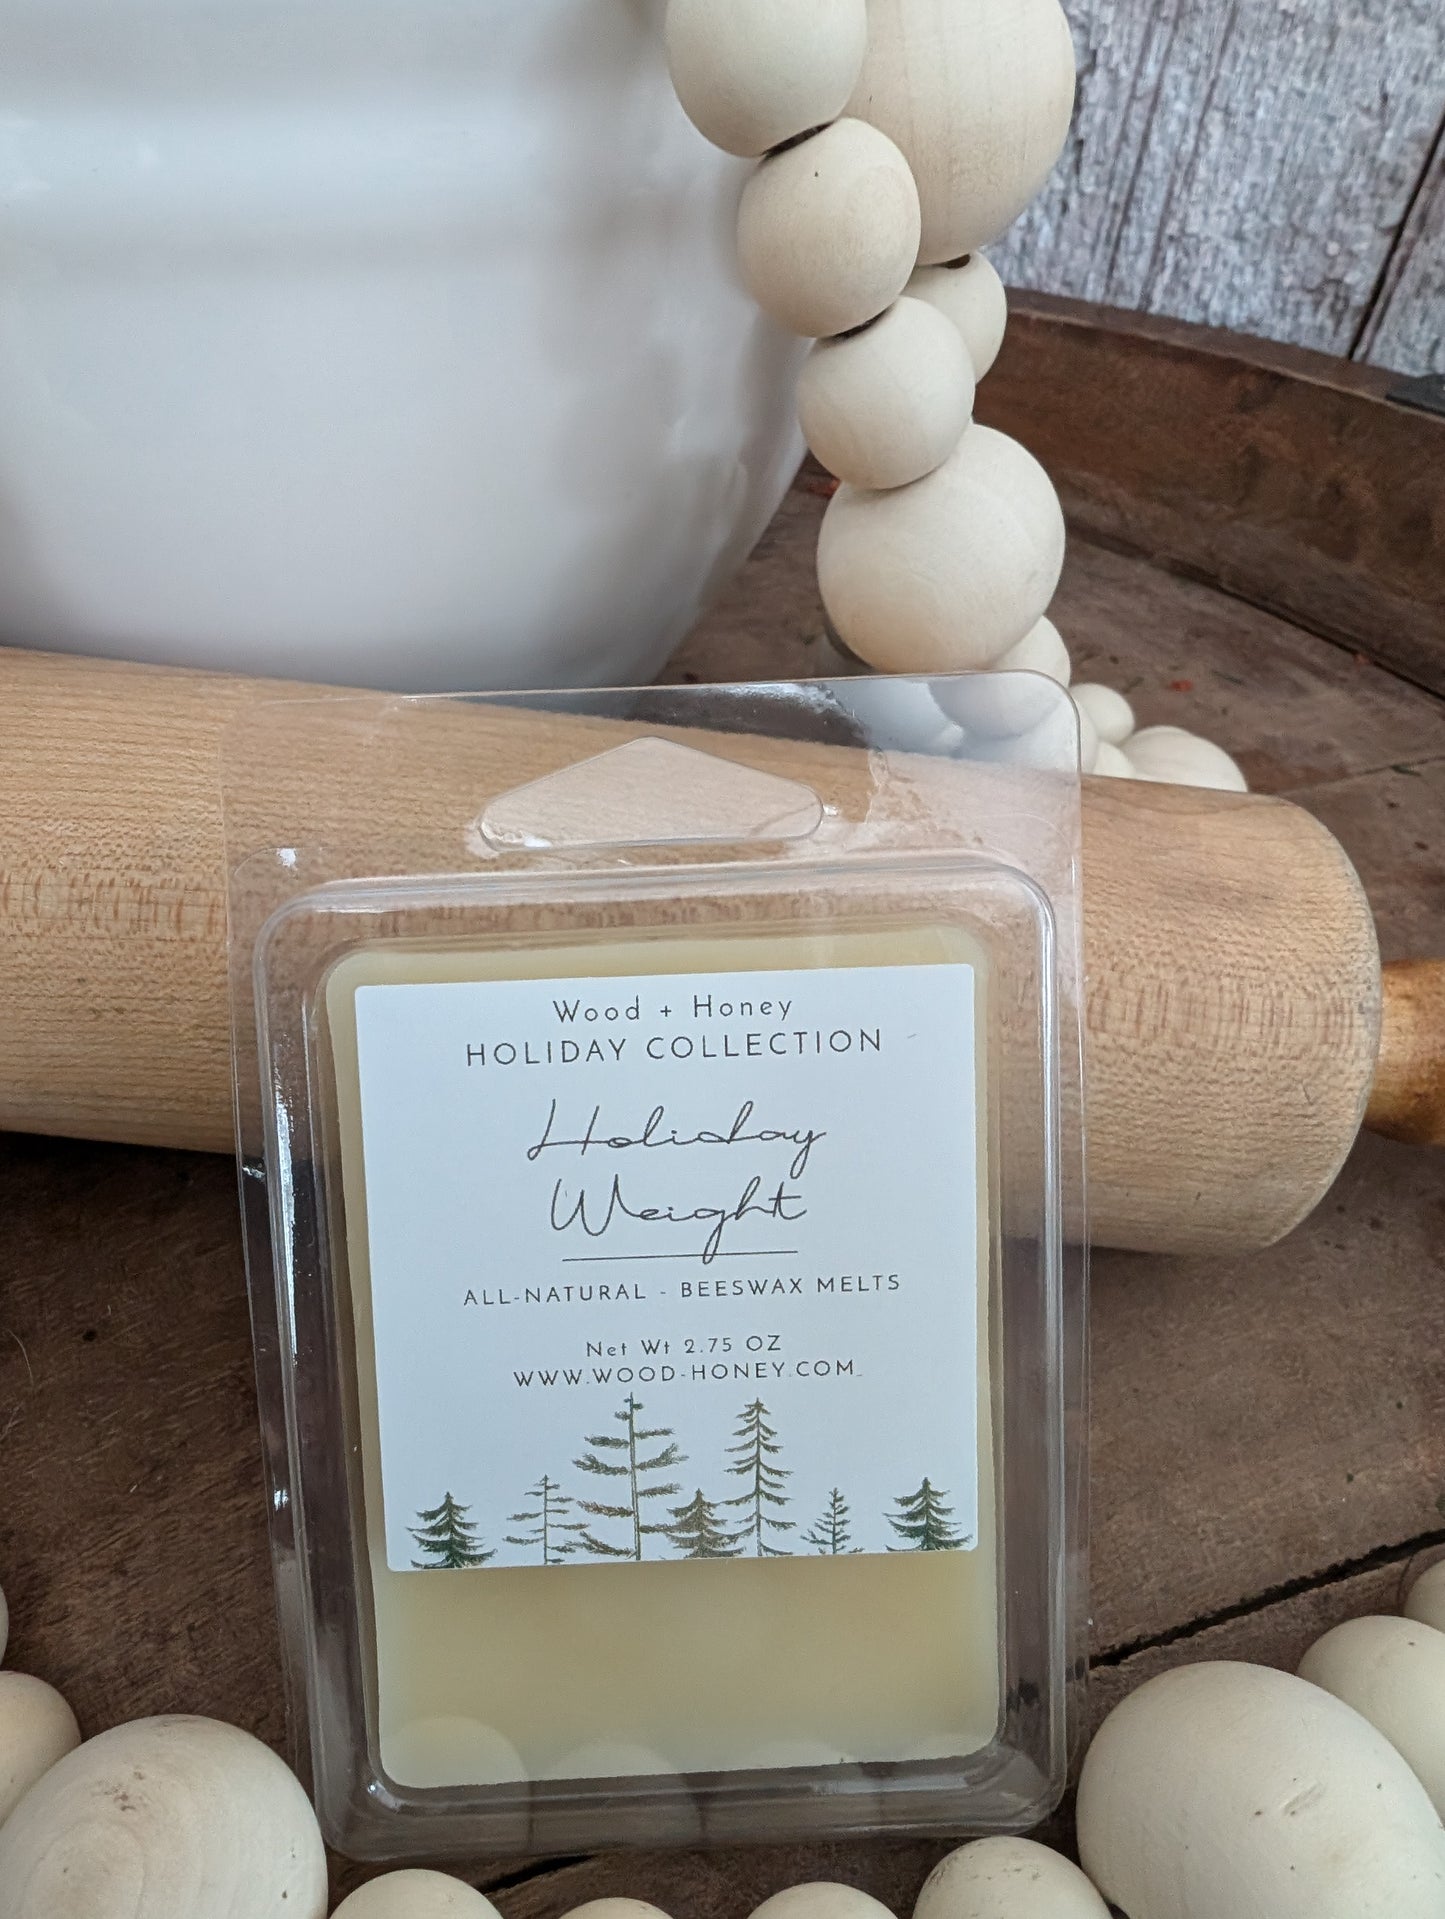 Wood + Honey
HOLIDAY COLLECTION
Holiday
Weight
ALL-NATURAL - BEESWAX MELTS
Net Wt 2.75 OZ
WWW.WOOD-HONEY.COM